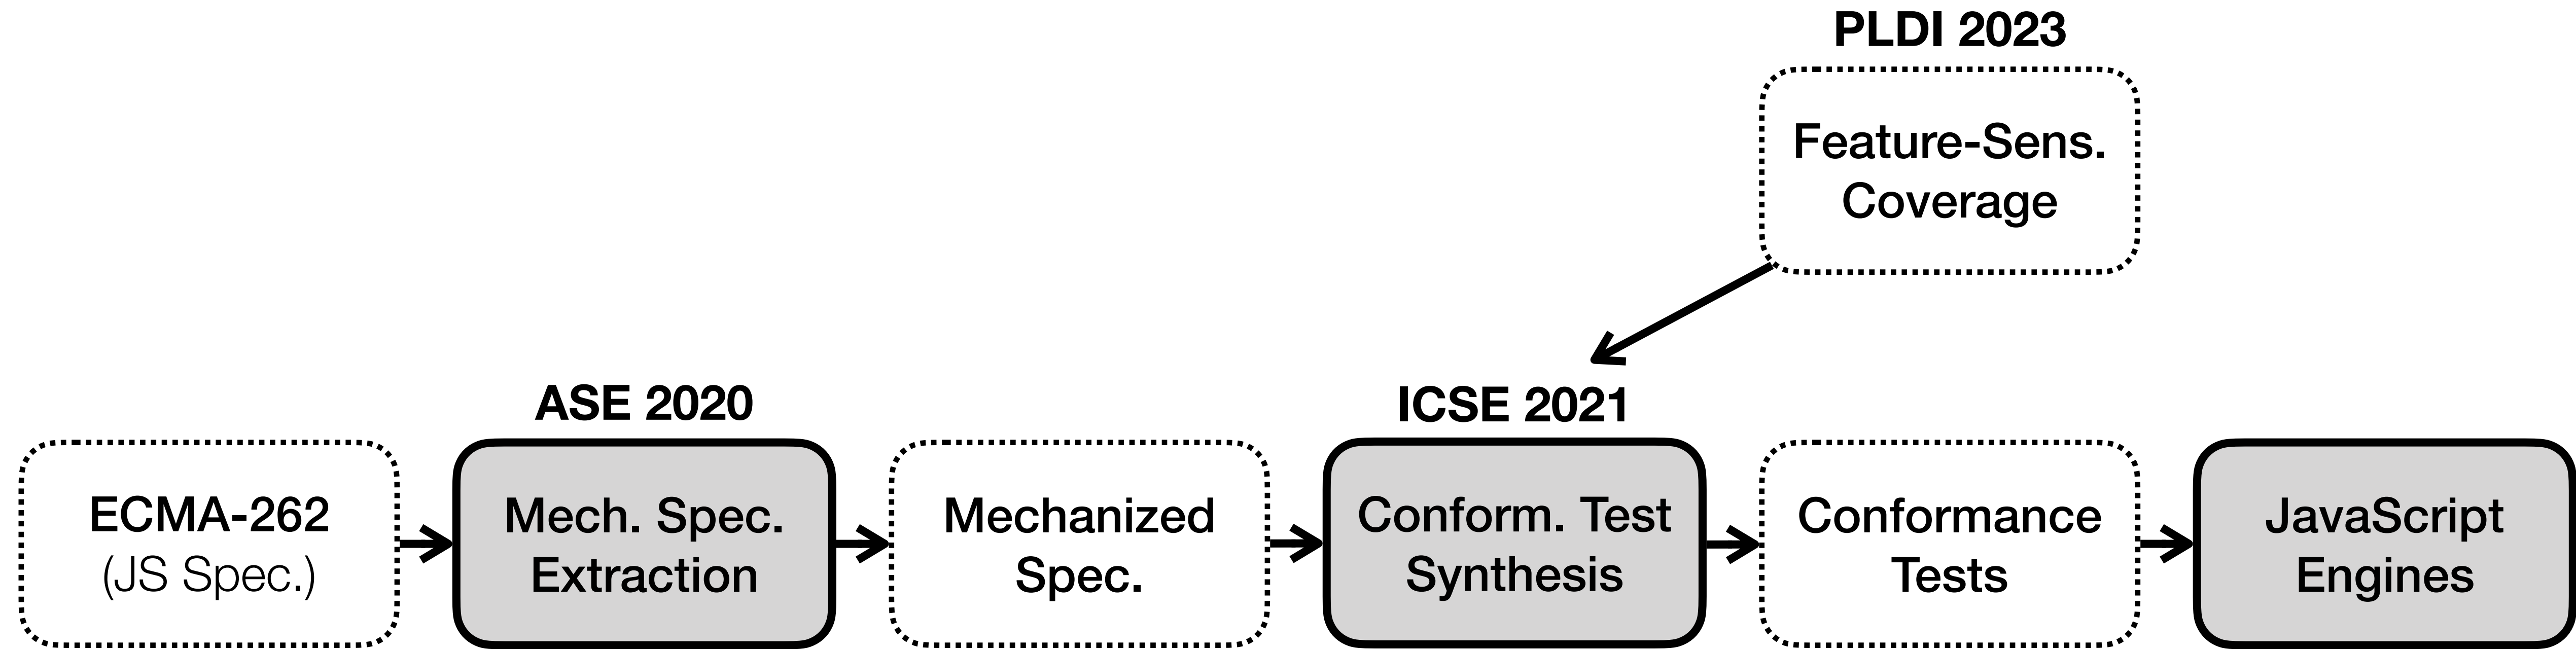 PLDI 2023
Feature-Sens.
Coverage
ASE 2020
ICSE 2021
ECMA-262
(JS Spec.)
Mech. Spec.
Extraction
Mechanized
Spec.
Conform. Test
Synthesis
Conformance
Tests
JavaScript
Engines